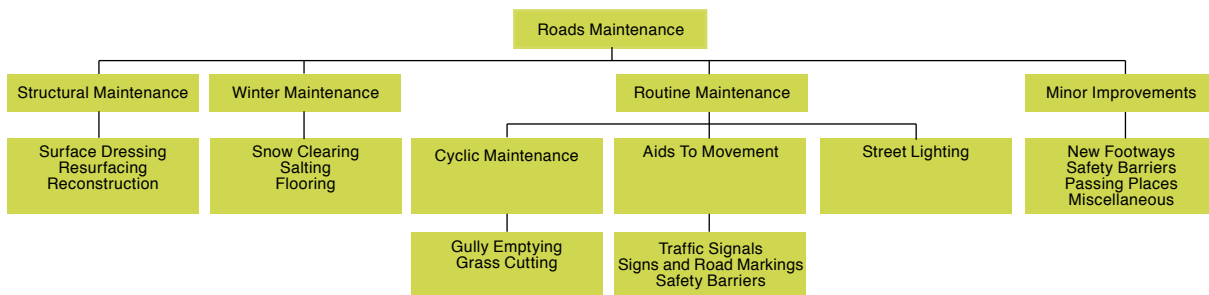 Roads Maintenance
Structural Maintenance
Winter Maintenance
Routine Maintenance
Minor Improvements
Surface Dressing
Resurfacing
Reconstruction
Snow Clearing
Salting
Flooring
Cyclic Maintenance
Aids To Movement
Street Lighting
New Footways
Safety Barriers
Passing Places
Miscellaneous
Gully Emptying
Grass Cutting
Traffic Signals
Signs and Road Markings
Safety Barriers